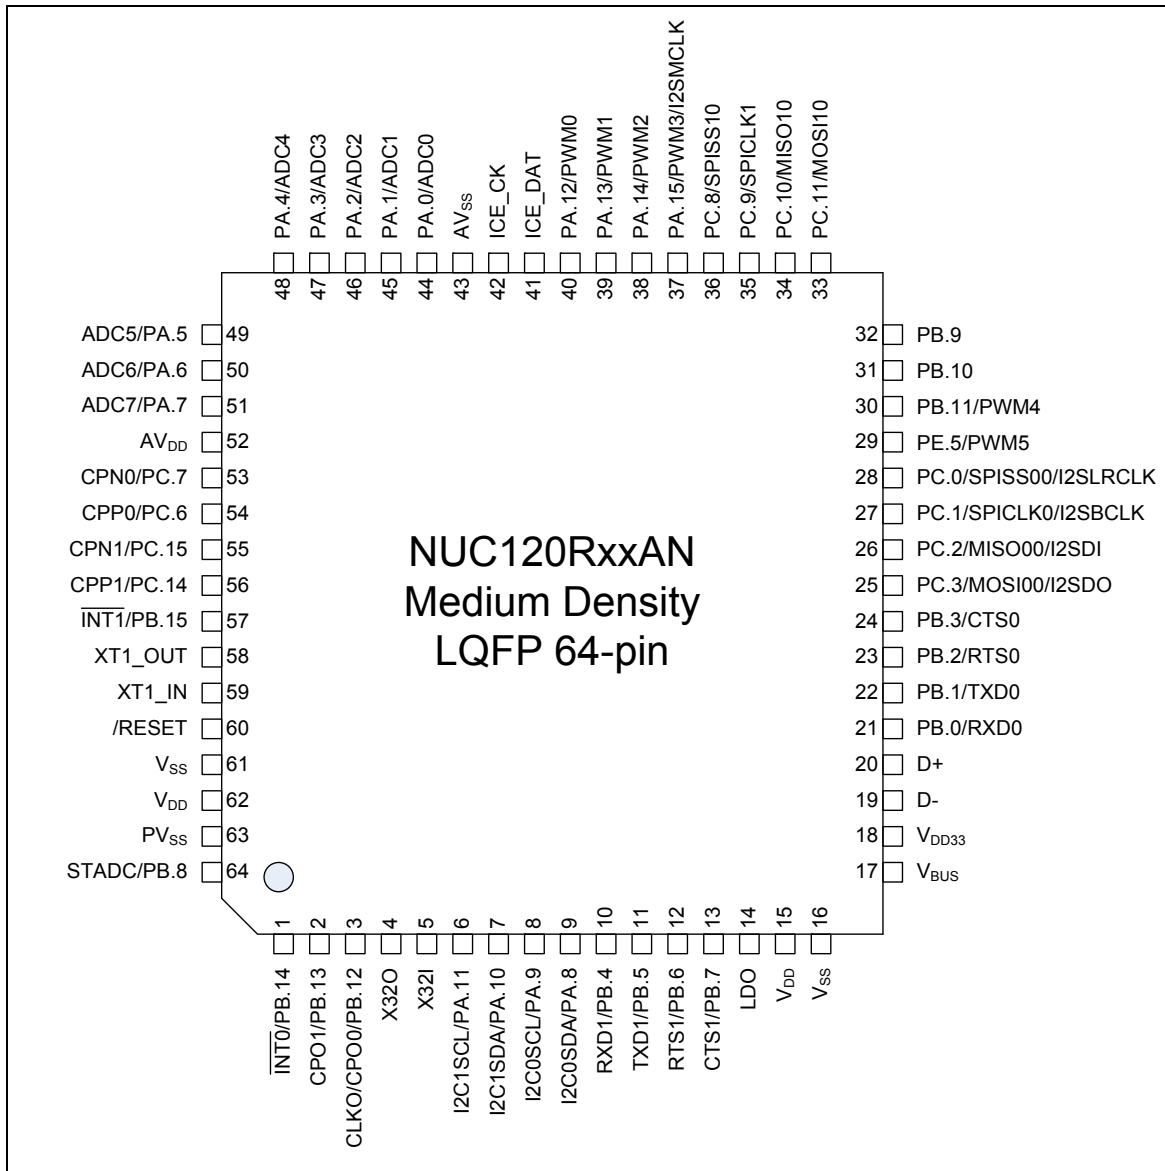 PA.4/ADC4
PA.3/ADC3
PA.2/ADC2
PA.1/ADC1
PA.0/ADC0
AVSS
ICE_CK
ICE_DAT
PA.12/PWM0
PA.13/PWM1
PA.14/PWM2
PA.15/PWM3/I2SMCLK
PC.8/SPISS10
PC.9/SPICLK1
PC.10/MISO10
PC.11/MOSI10
48 47 46 45 44 43 42 41 40 39 38 37 36 35 34 33
ADC5/PA.5 49
ADC6/PA.6 50
ADC7/PA.7 51
AVDD 52
CPN0/PC.7 53
CPP0/PC.6 54
CPN1/PC.15 55
CPP1/PC.14 56
INT1/PB.15 57
XT1_OUT 58
XT1_IN 59
/RESET 60
VSS 61
VDD 62
PVSS 63
STADC/PB.8 64
NUC120RxxAN
Medium Density
LQFP 64-pin
32 PB.9
31 PB.10
30 PB.11/PWM4
29 PE.5/PWM5
28 PC.0/SPISS00/I2SLRCLK
27 PC.1/SPICLK0/I2SBCLK
26 PC.2/MISO00/I2SDI
25 PC.3/MOSI00/I2SDO
24 PB.3/CTS0
23 PB.2/RTS0
22 PB.1/TXD0
21 PB.0/RXD0
20 D+
19 D-
18 VDD33
17 VBUS
1 2 3 4 5 6 7 8 9 10 11 12 13 14 15 16
INT0/PB.14
CPO1/PB.13
CLKO/CPO0/PB.12
X32O
X32I
I2C1SCL/PA.11
I2C1SDA/PA.10
I2C0SCL/PA.9
I2C0SDA/PA.8
RXD1/PB.4
TXD1/PB.5
RTS1/PB.6
CTS1/PB.7
LDO
VDD
VSS